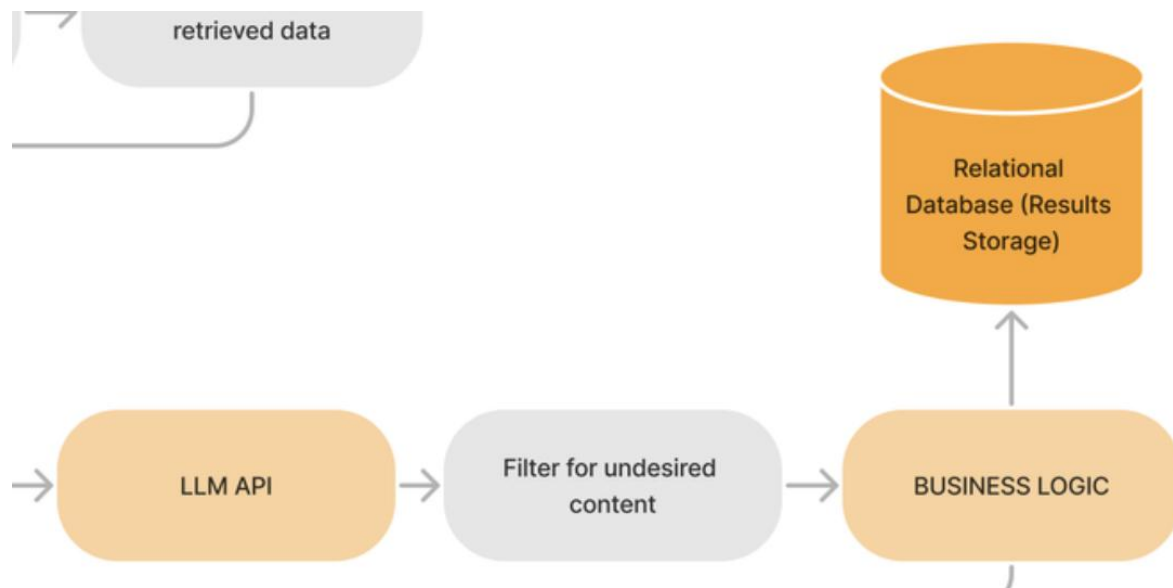 retrieved data
Relational
Database (Results
Storage)
LLM API
Filter for undesired
content
BUSINESS LOGIC